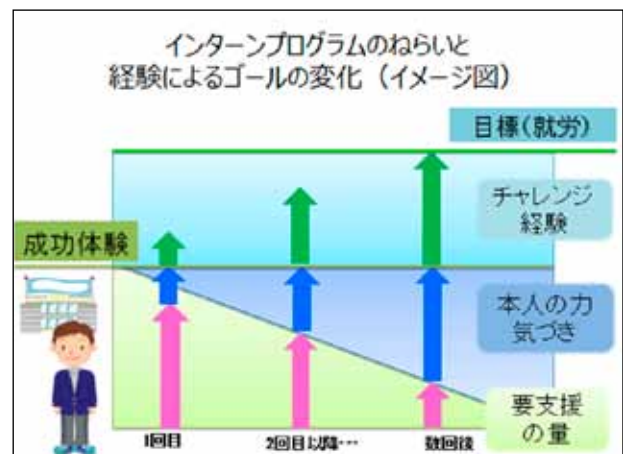 インターンプログラムのねらいと
経験によるゴールの変化（イメージ図）
目標(就労)
チャレンジ
経験
成功体験
本人の力
気づき
要支援
の量
1回目
2回目以降…
数回後